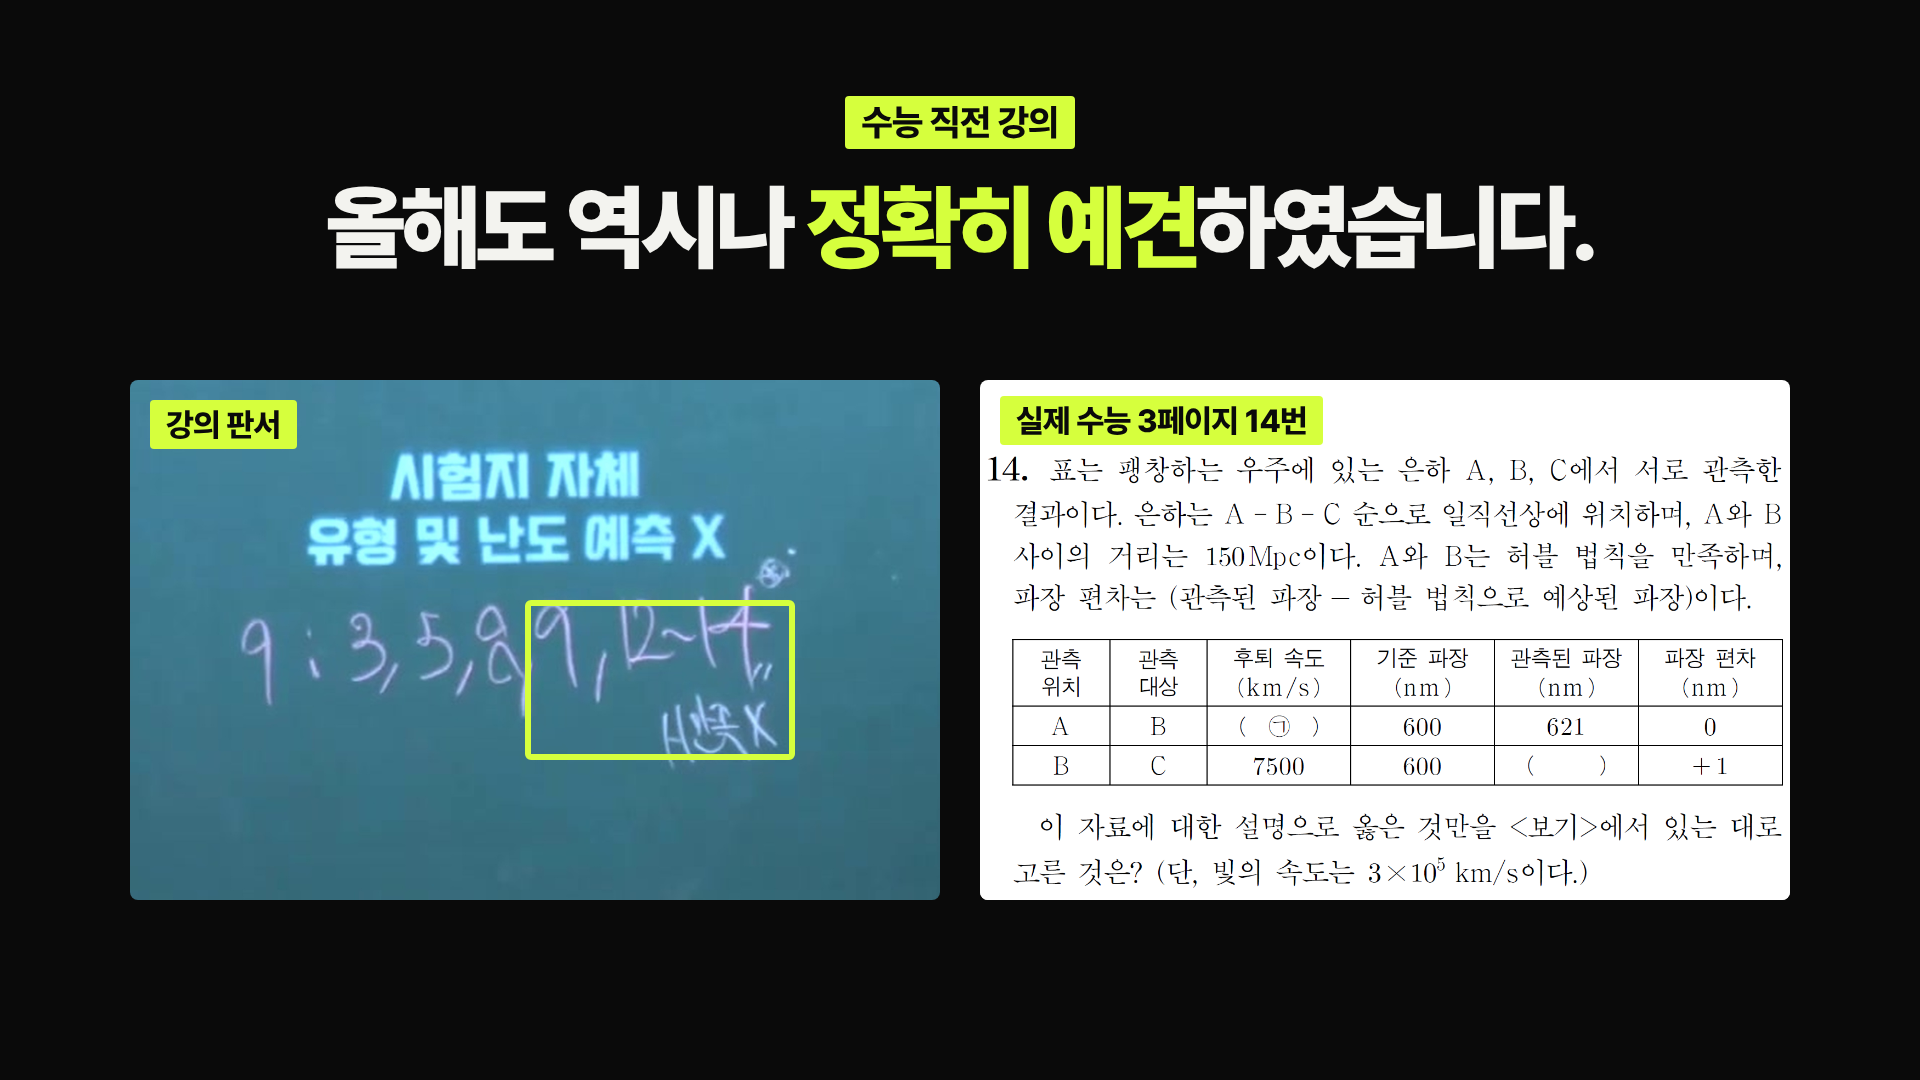 수능 직전 강의
올해도 역시나 정확히 예견하였습니다.
강의 판서
시험지 자체
유형 및 난도 예측 X
9 : 3, 5, 8, 9, 12~14
H만족X
실제 수능 3페이지 14번
14. 표는 팽창하는 우주에 있는 은하 A, B, C에서 서로 관측한
결과이다. 은하는 A-B-C 순으로 일직선상에 위치하며, A와 B
사이의 거리는 150Mpc이다. A와 B는 허블 법칙을 만족하며,
파장 편차는 (관측된 파장 - 허블 법칙으로 예상된 파장)이다.
관측 위치 관측 대상 후퇴 속도 (km/s) 기준 파장 (nm) 관측된 파장 (nm) 파장 편차 (nm)
A B ( ㉠ ) 600 621 0
B C 7500 600 ( ) +1
이 자료에 대한 설명으로 옳은 것만을 <보기>에서 있는 대로
고른 것은? (단, 빛의 속도는 3×10⁵ km/s이다.)